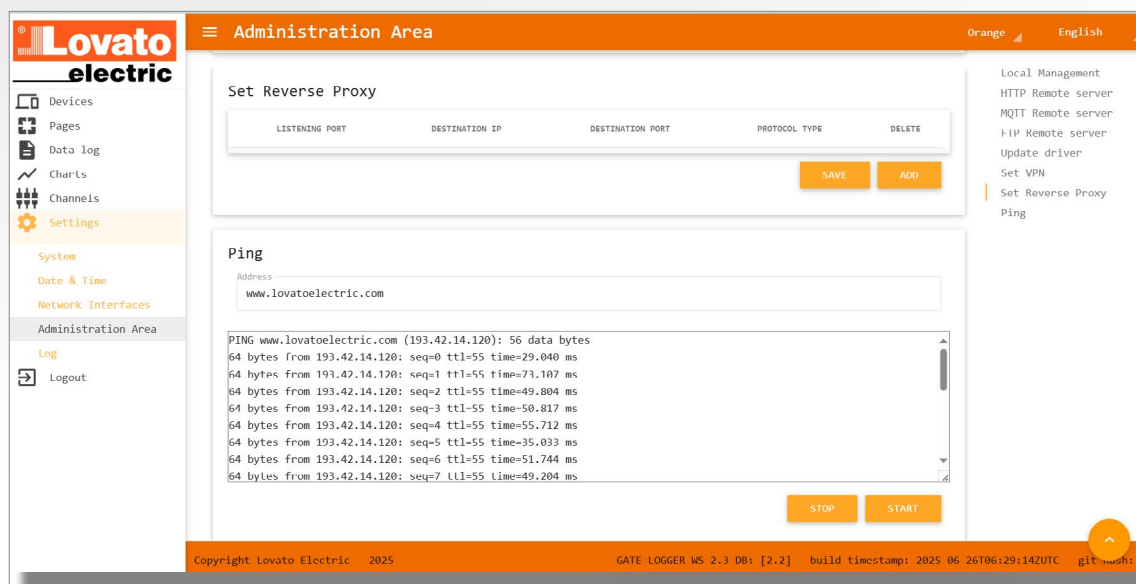 Lovato
electric
Administration Area
Orange
English
Devices
Pages
Data log
Charts
Channels
Settings
System
Date & Time
Network Interfaces
Administration Area
Log
Logout
Set Reverse Proxy
LISTENING PORT DESTINATION IP DESTINATION PORT PROTOCOL TYPE DELETE
SAVE ADD
Ping
Address
www.lovatoelectric.com
PING www.lovatoelectric.com (193.42.14.120): 56 data bytes
64 bytes from 193.42.14.120: seq=0 ttl=55 time=29.040 ms
64 bytes from 193.42.14.120: seq=1 ttl=55 time=73.107 ms
64 bytes from 193.42.14.120: seq=2 ttl=55 time=49.804 ms
64 bytes from 193.42.14.120: seq=3 ttl=55 time=50.817 ms
64 bytes from 193.42.14.120: seq=4 ttl=55 time=55.712 ms
64 bytes from 193.42.14.120: seq=5 ttl=55 time=35.033 ms
64 bytes from 193.42.14.120: seq=6 ttl=55 time=51.744 ms
64 bytes from 193.42.14.120: seq=7 ttl=55 time=49.204 ms
STOP START
Local Management
HTTP Remote server
MQTT Remote server
FTP Remote server
Update driver
Set VPN
Set Reverse Proxy
Ping
Copyright Lovato Electric 2025
GATE LOGGER WS 2.3 DB: [2.2] build timestamp: 2025 06 26T06:29:14ZUTC git